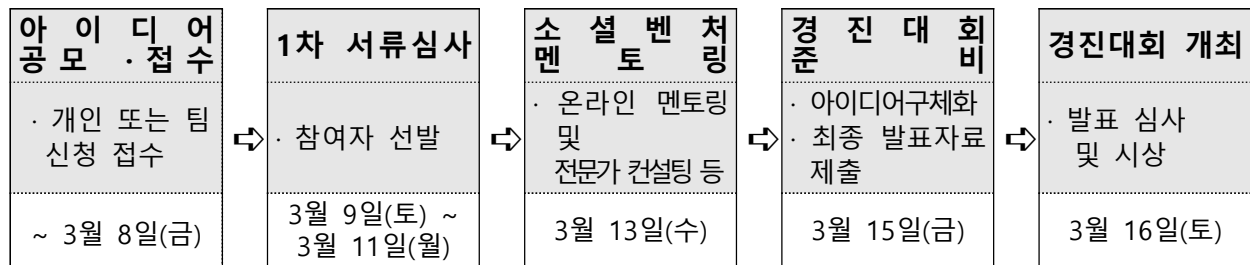 아 이 디 어
공 모 · 접 수
· 개인 또는 팀
신청 접수
~ 3월 8일(금)
➪
1차 서류심사
· 참여자 선발
3월 9일(토) ~
3월 11일(월)
➪
소 셜 벤 처
멘 토 링
· 온라인 멘토링
및
전문가 컨설팅 등
3월 13일(수)
➪
경 진 대 회
준 비
· 아이디어구체화
· 최종 발표자료
제출
3월 15일(금)
➪
경진대회 개최
· 발표 심사
및 시상
3월 16일(토)